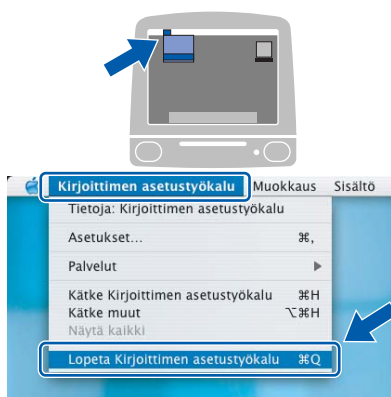 Kirjoittimen asetustyökalu Muokkaus Sisältö
Tietoja: Kirjoittimen asetustyökalu
Asetukset... ⌘,
Palvelut ▶
Kätke Kirjoittimen asetustyökalu ⌘H
Kätke muut ⌥⌘H
Näytä kaikki
Lopeta Kirjoittimen asetustyökalu ⌘Q